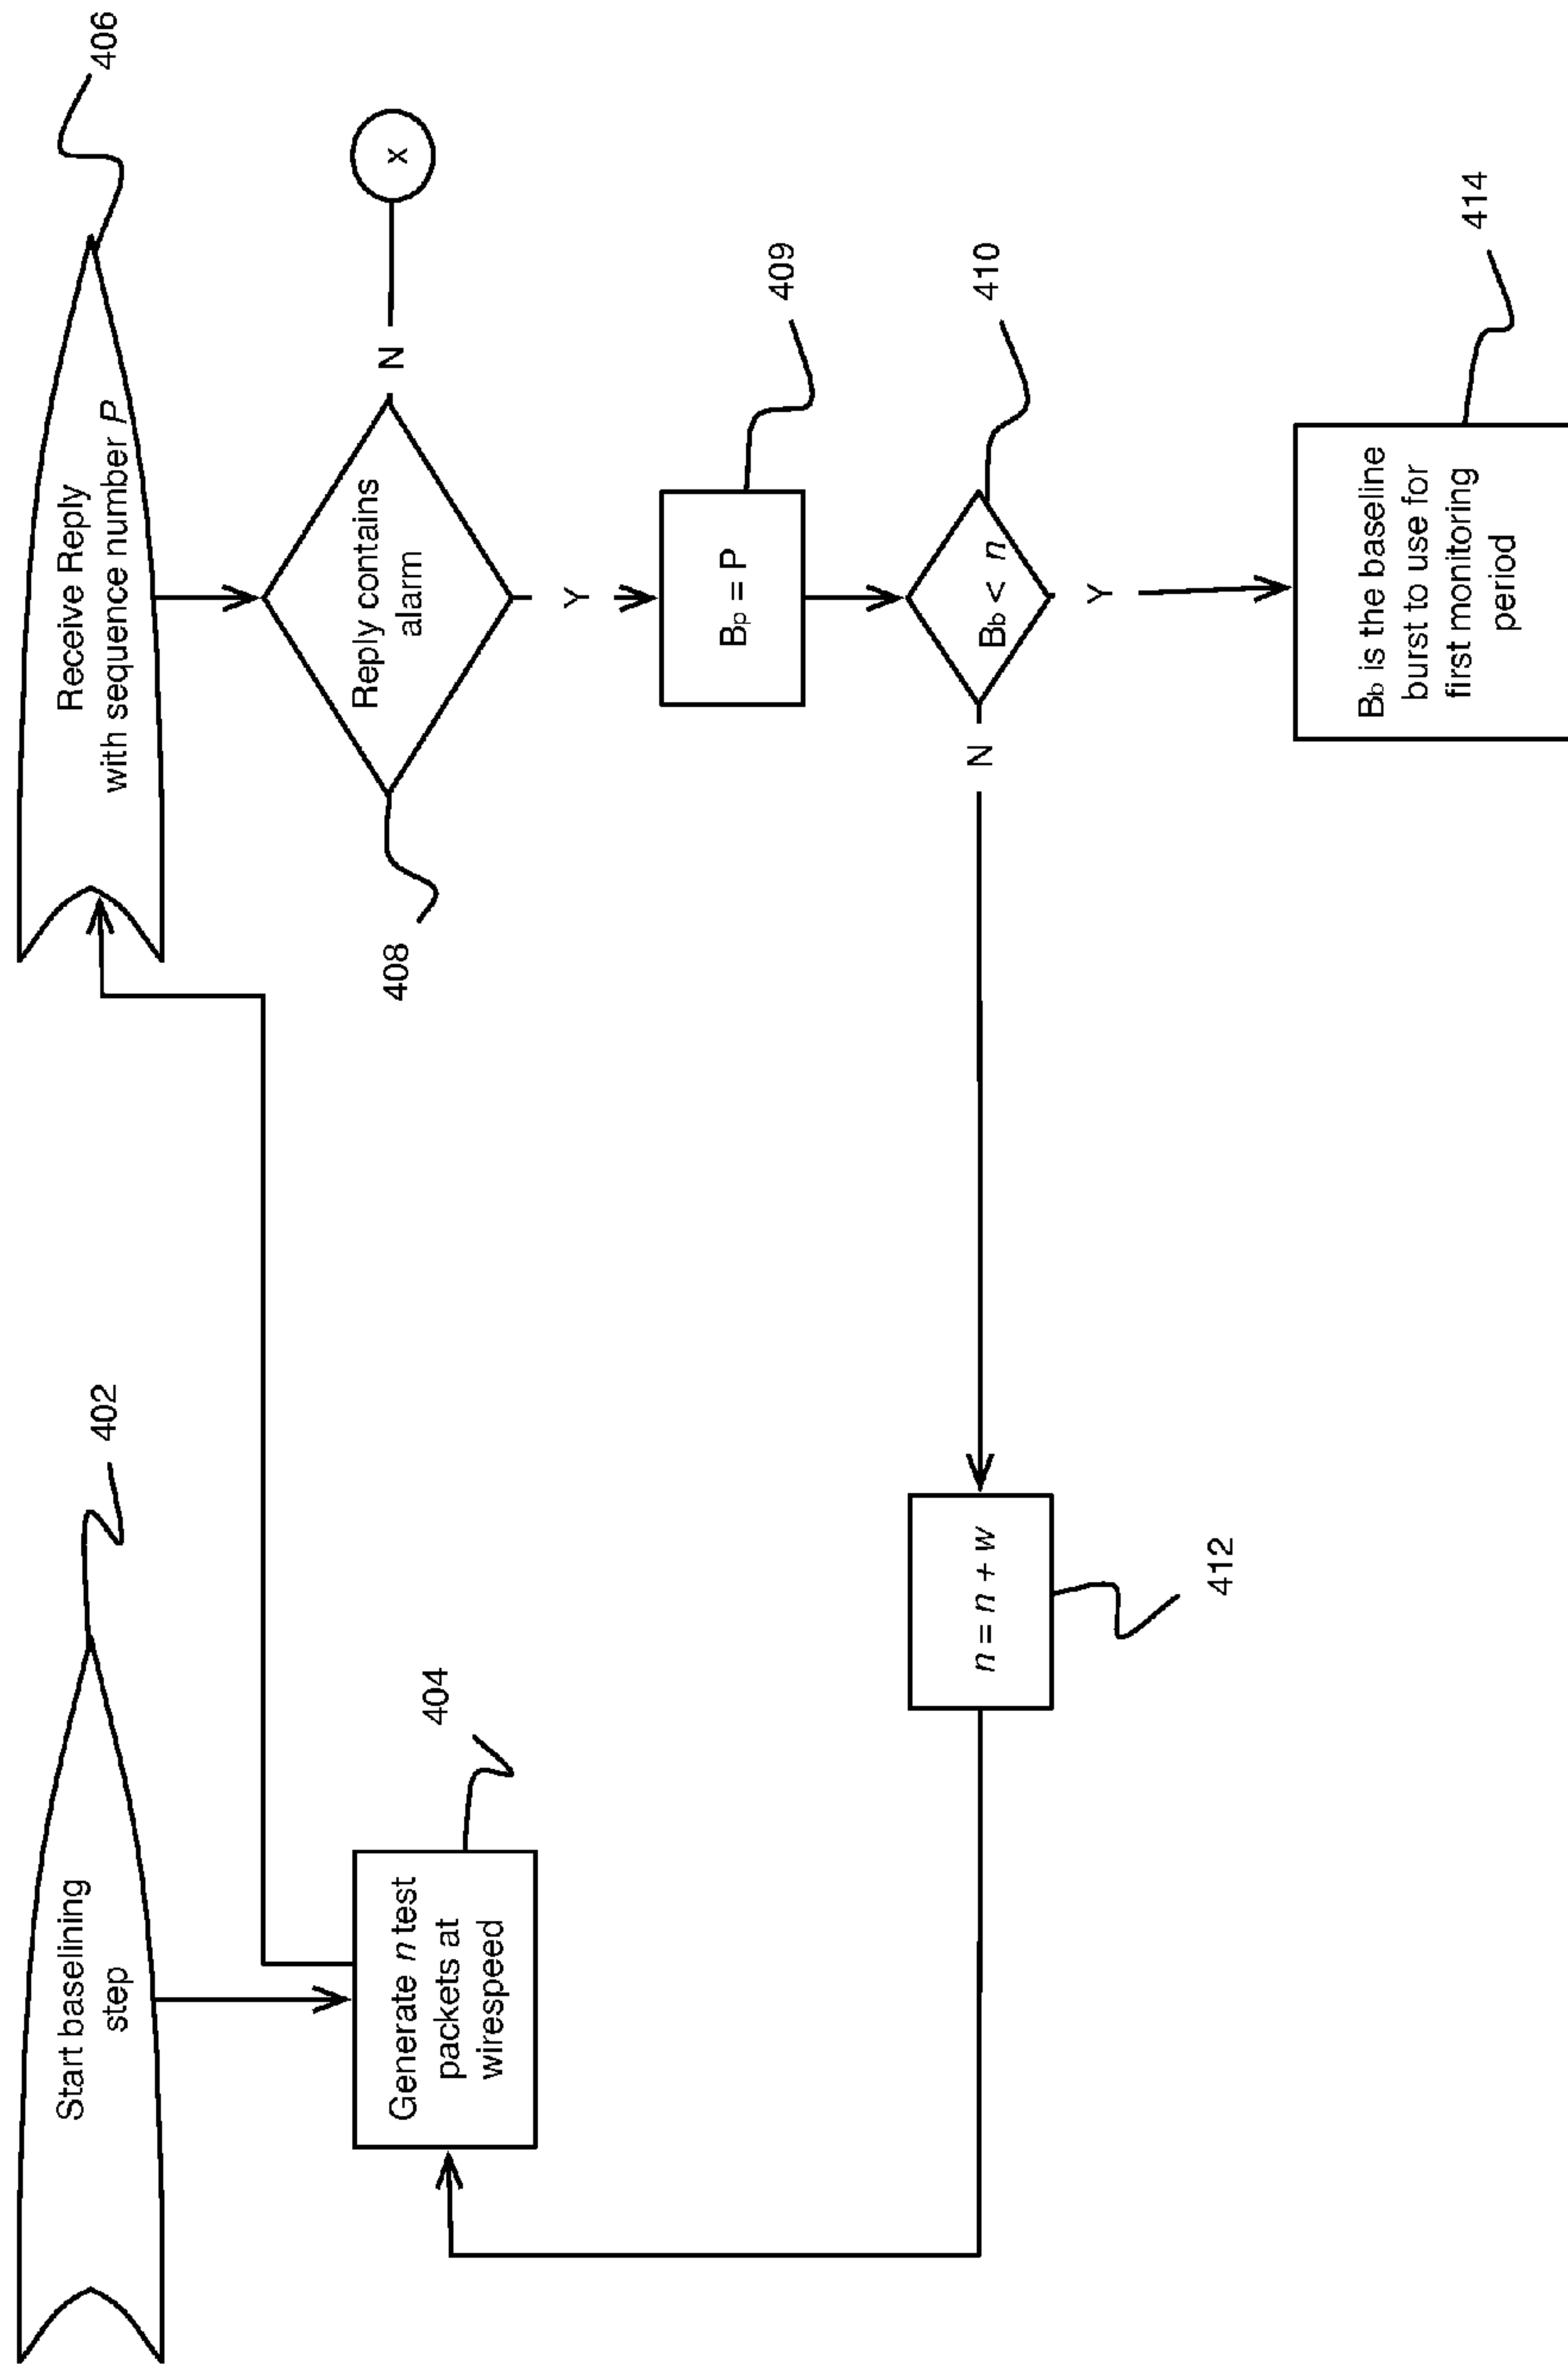 Start baselining
step
402
Receive Reply
with sequence number P
406
Generate n test
packets at
wirespeed
404
Reply contains
alarm
408
N
x
Y
Bp = P
409
Bb < n
410
N
n = n + w
412
Y
Bb is the baseline
burst to use for
first monitoring
period
414